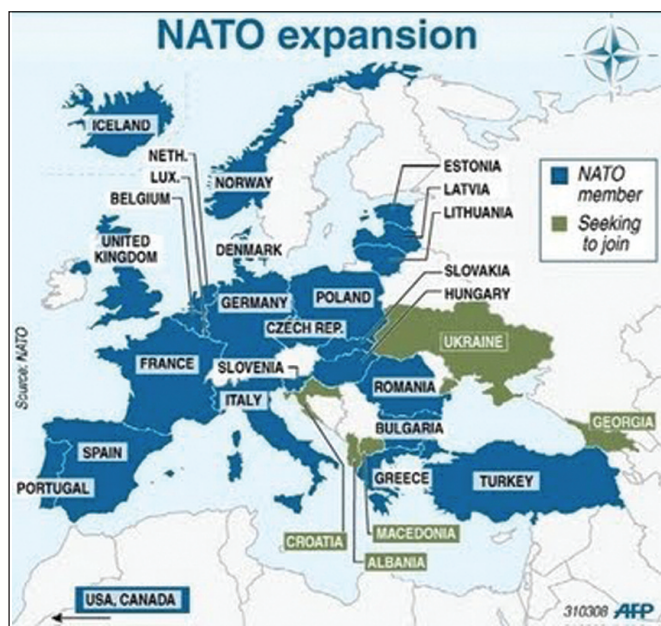 NATO expansion
ICELAND
NETH.
LUX.
BELGIUM
NORWAY
ESTONIA
LATVIA
LITHUANIA
NATO
member
Seeking
to join
UNITED
KINGDOM
DENMARK
SLOVAKIA
HUNGARY
GERMANY
POLAND
CZECH REP.
UKRAINE
FRANCE
SLOVENIA
ROMANIA
ITALY
Source: NATO
BULGARIA
GEORGIA
SPAIN
PORTUGAL
GREECE
TURKEY
CROATIA
MACEDONIA
ALBANIA
USA, CANADA
310308 AFP